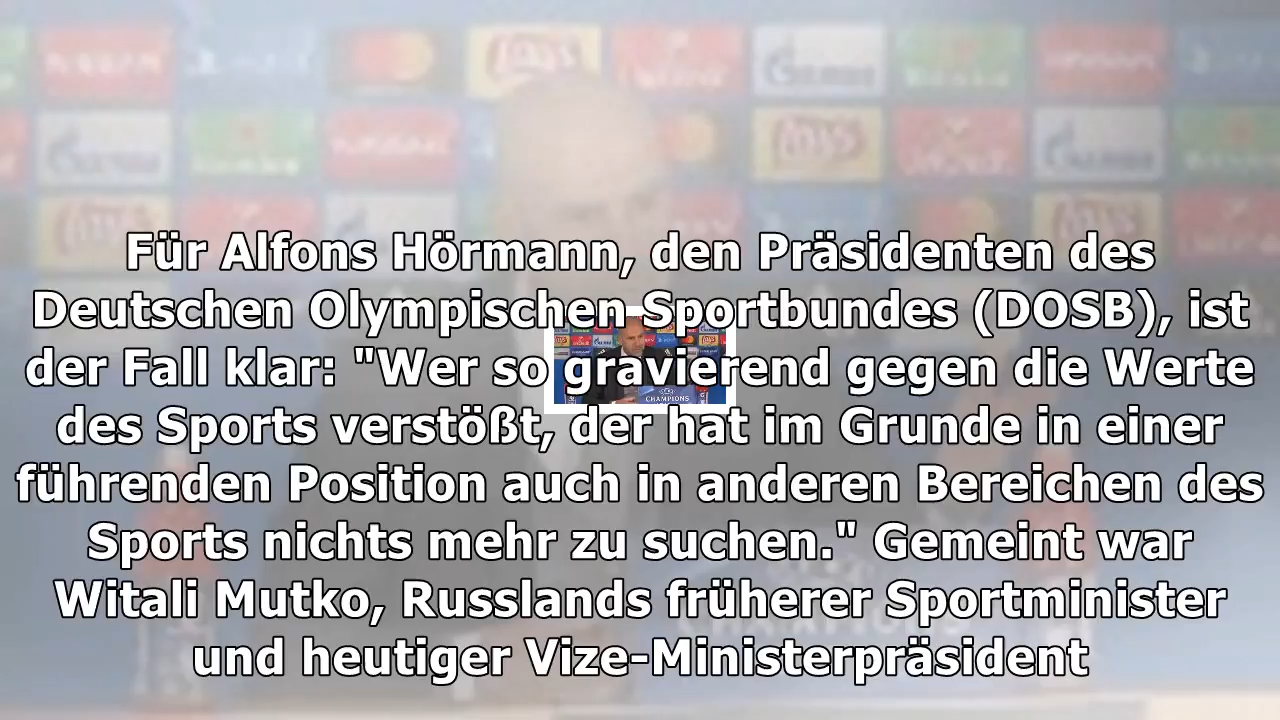 Für Alfons Hörmann, den Präsidenten des
Deutschen Olympischen Sportbundes (DOSB), ist
der Fall klar: "Wer so gravierend gegen die Werte
des Sports verstößt, der hat im Grunde in einer
führenden Position auch in anderen Bereichen des
Sports nichts mehr zu suchen." Gemeint war
Witali Mutko, Russlands früherer Sportminister
und heutiger Vize-Ministerpräsident
CHAMPIONS